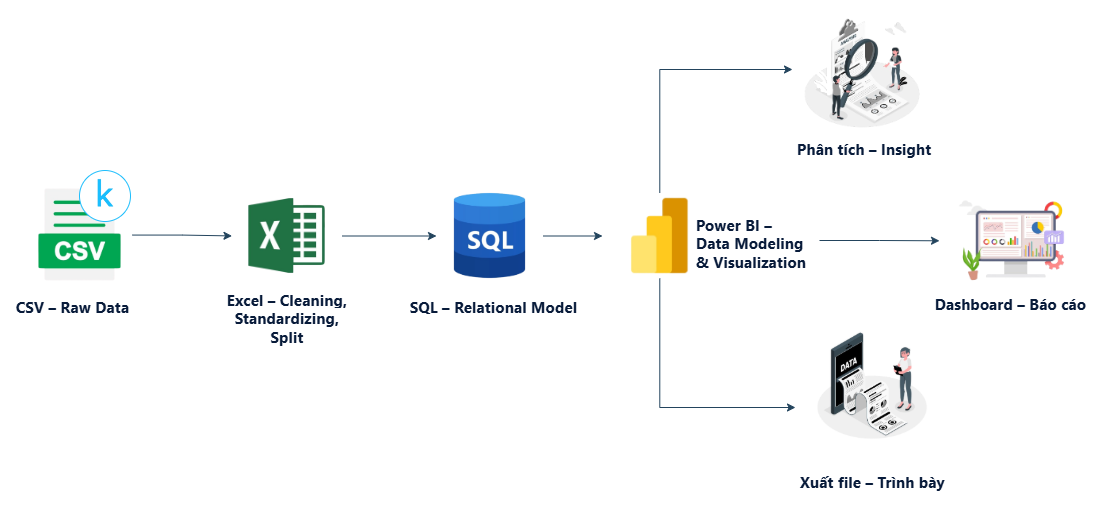 k
CSV
CSV – Raw Data
X
Excel – Cleaning,
Standardizing,
Split
SQL
SQL – Relational Model
Power BI –
Data Modeling
& Visualization
Phân tích – Insight
Dashboard – Báo cáo
DATA
Xuất file – Trình bày